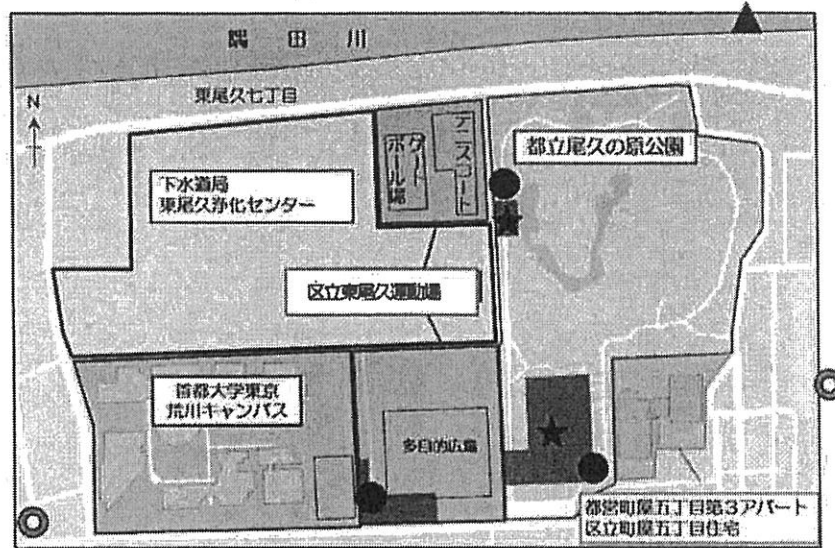 隅田川
東尾久七丁目
N
テニスコート
ゲートボール場
都立尾久の原公園
下水道局
東尾久浄化センター
区立東尾久運動場
首都大学東京
荒川キャンパス
多目的広場
都営町屋五丁目第3アパート
区立町屋五丁目住宅